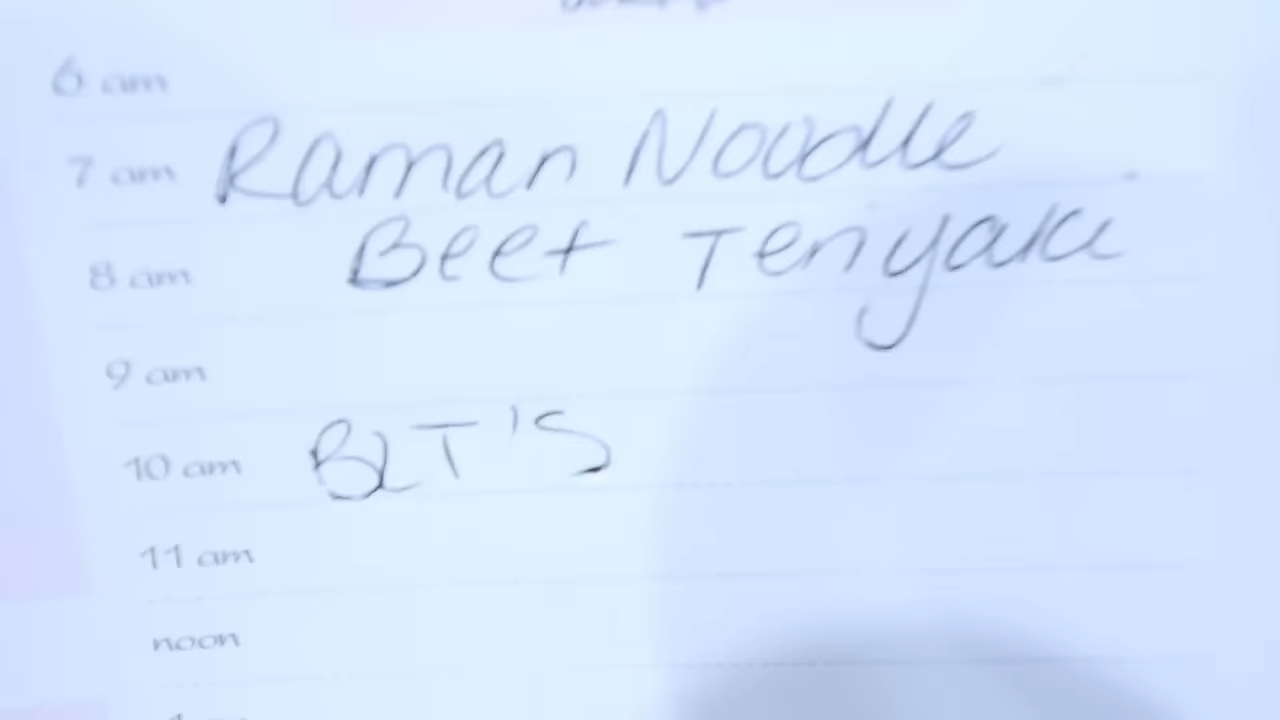 6 am
7 am Raman Noodle
8 am Beef Teriyaki
9 am
10 am BLT'S
11 am
noon